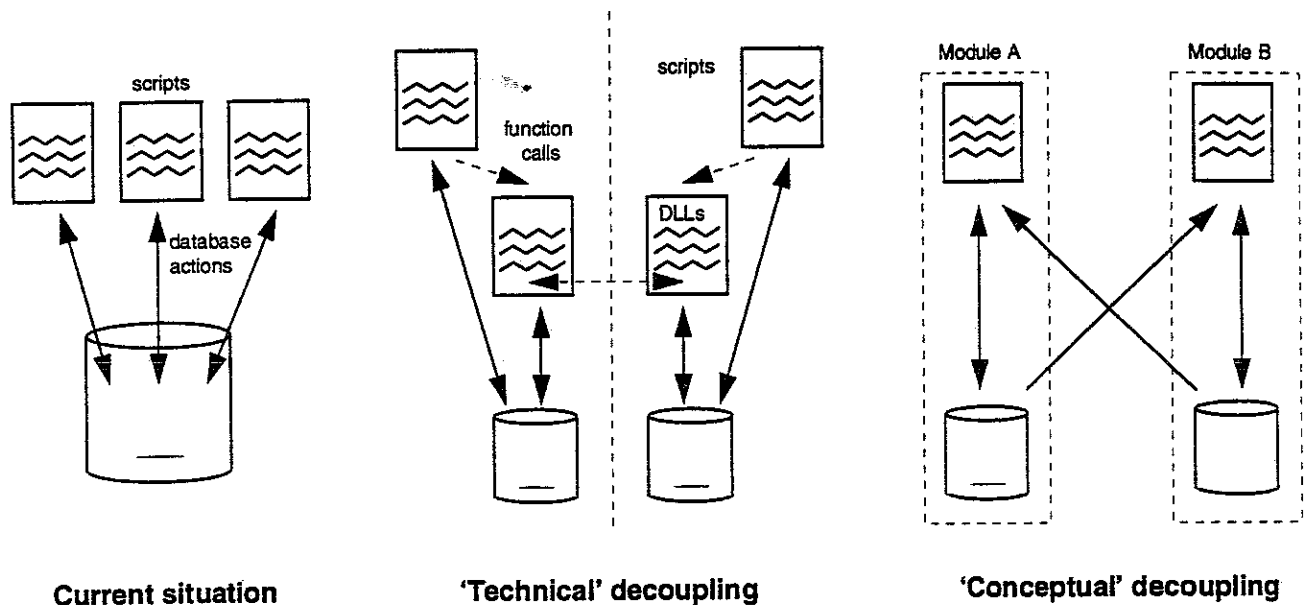 scripts
database
actions
Current situation
function
calls
scripts
DLLs
'Technical' decoupling
Module A
Module B
'Conceptual' decoupling